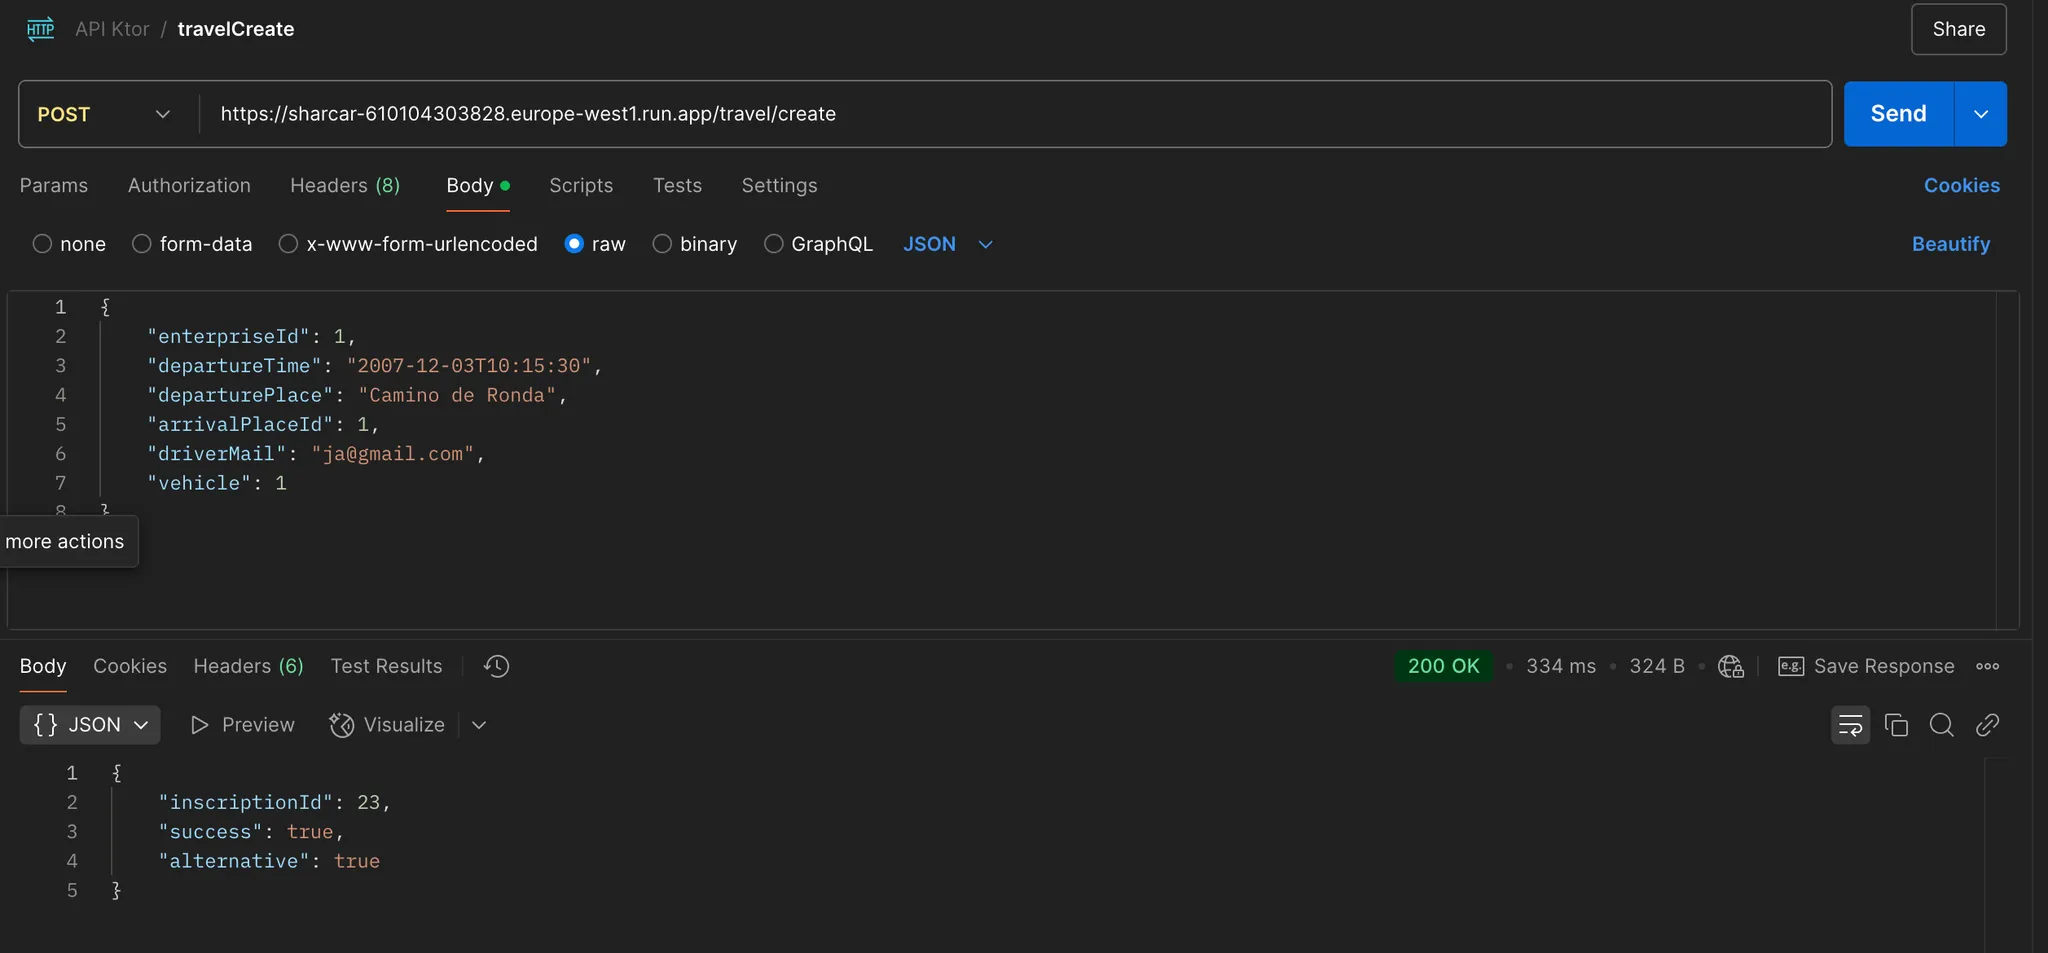 HTTP API Ktor / travelCreate Share
POST https://sharcar-610104303828.europe-west1.run.app/travel/create Send
Params Authorization Headers (8) Body Scripts Tests Settings Cookies
none form-data x-www-form-urlencoded raw binary GraphQL JSON Beautify
1 {
2 "enterpriseId": 1,
3 "departureTime": "2007-12-03T10:15:30",
4 "departurePlace": "Camino de Ronda",
5 "arrivalPlaceId": 1,
6 "driverMail": "ja@gmail.com",
7 "vehicle": 1
8 }
more actions
Body Cookies Headers (6) Test Results 200 OK • 334 ms • 324 B • e.g. Save Response
{} JSON Preview Visualize
1 {
2 "inscriptionId": 23,
3 "success": true,
4 "alternative": true
5 }